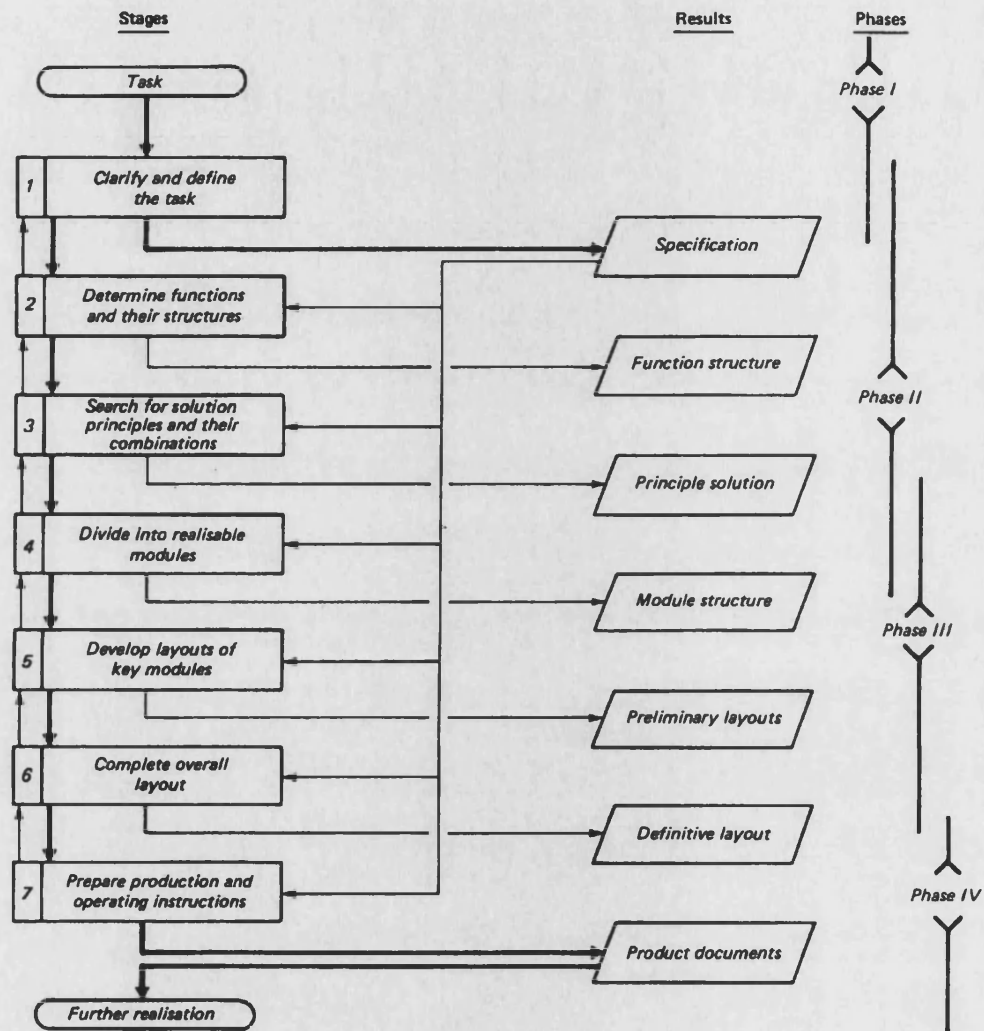 Stages
Results
Phases
Task
Phase I
1
Clarify and define
the task
Specification
2
Determine functions
and their structures
Function structure
Phase II
3
Search for solution
principles and their
combinations
Principle solution
4
Divide into realisable
modules
Module structure
Phase III
5
Develop layouts of
key modules
Preliminary layouts
6
Complete overall
layout
Definitive layout
7
Prepare production and
operating instructions
Phase IV
Product documents
Further realisation